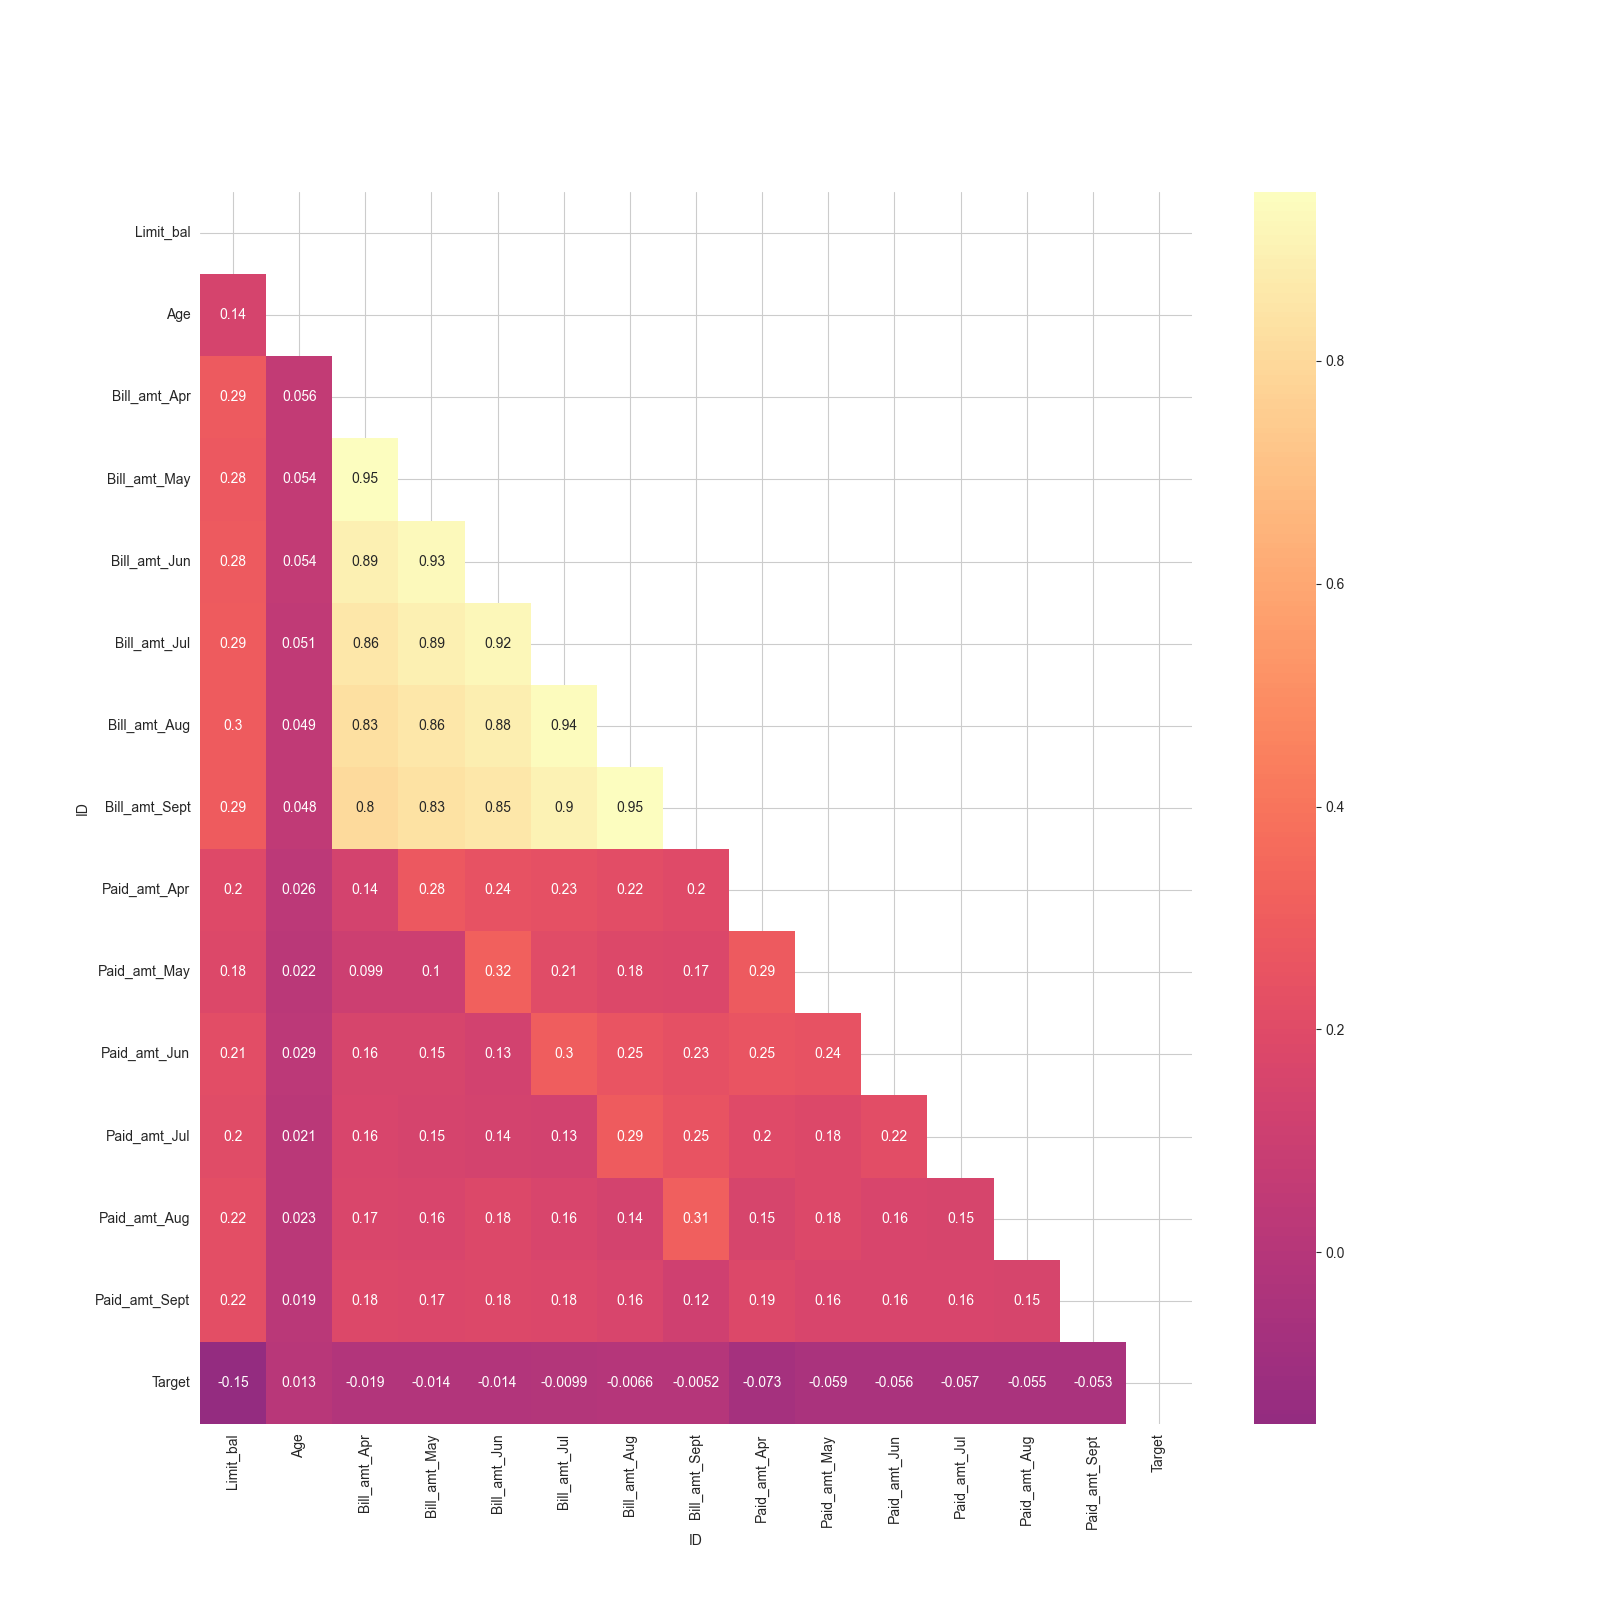 Limit_bal
Age 0.14
Bill_amt_Apr 0.29 0.056
0.8
Bill_amt_May 0.28 0.054 0.95
Bill_amt_Jun 0.28 0.054 0.89 0.93
0.6
Bill_amt_Jul 0.29 0.051 0.86 0.89 0.92
Bill_amt_Aug 0.3 0.049 0.83 0.86 0.88 0.94
Bill_amt_Sept 0.29 0.048 0.8 0.83 0.85 0.9 0.95
0.4
ID
Paid_amt_Apr 0.2 0.026 0.14 0.28 0.24 0.23 0.22 0.2
Paid_amt_May 0.18 0.022 0.099 0.1 0.32 0.21 0.18 0.17 0.29
0.2
Paid_amt_Jun 0.21 0.029 0.16 0.15 0.13 0.3 0.25 0.23 0.25 0.24
Paid_amt_Jul 0.2 0.021 0.16 0.15 0.14 0.13 0.29 0.25 0.2 0.18 0.22
Paid_amt_Aug 0.22 0.023 0.17 0.16 0.18 0.16 0.14 0.31 0.15 0.18 0.16 0.15
0.0
Paid_amt_Sept 0.22 0.019 0.18 0.17 0.18 0.18 0.16 0.12 0.19 0.16 0.16 0.16 0.15
Target -0.15 0.013 -0.019 -0.014 -0.014 -0.0099 -0.0066 -0.0052 -0.073 -0.059 -0.056 -0.057 -0.055 -0.053
Limit_bal Age Bill_amt_Apr Bill_amt_May Bill_amt_Jun Bill_amt_Jul Bill_amt_Aug Bill_amt_Sept Paid_amt_Apr Paid_amt_May Paid_amt_Jun Paid_amt_Jul Paid_amt_Aug Paid_amt_Sept Target
ID